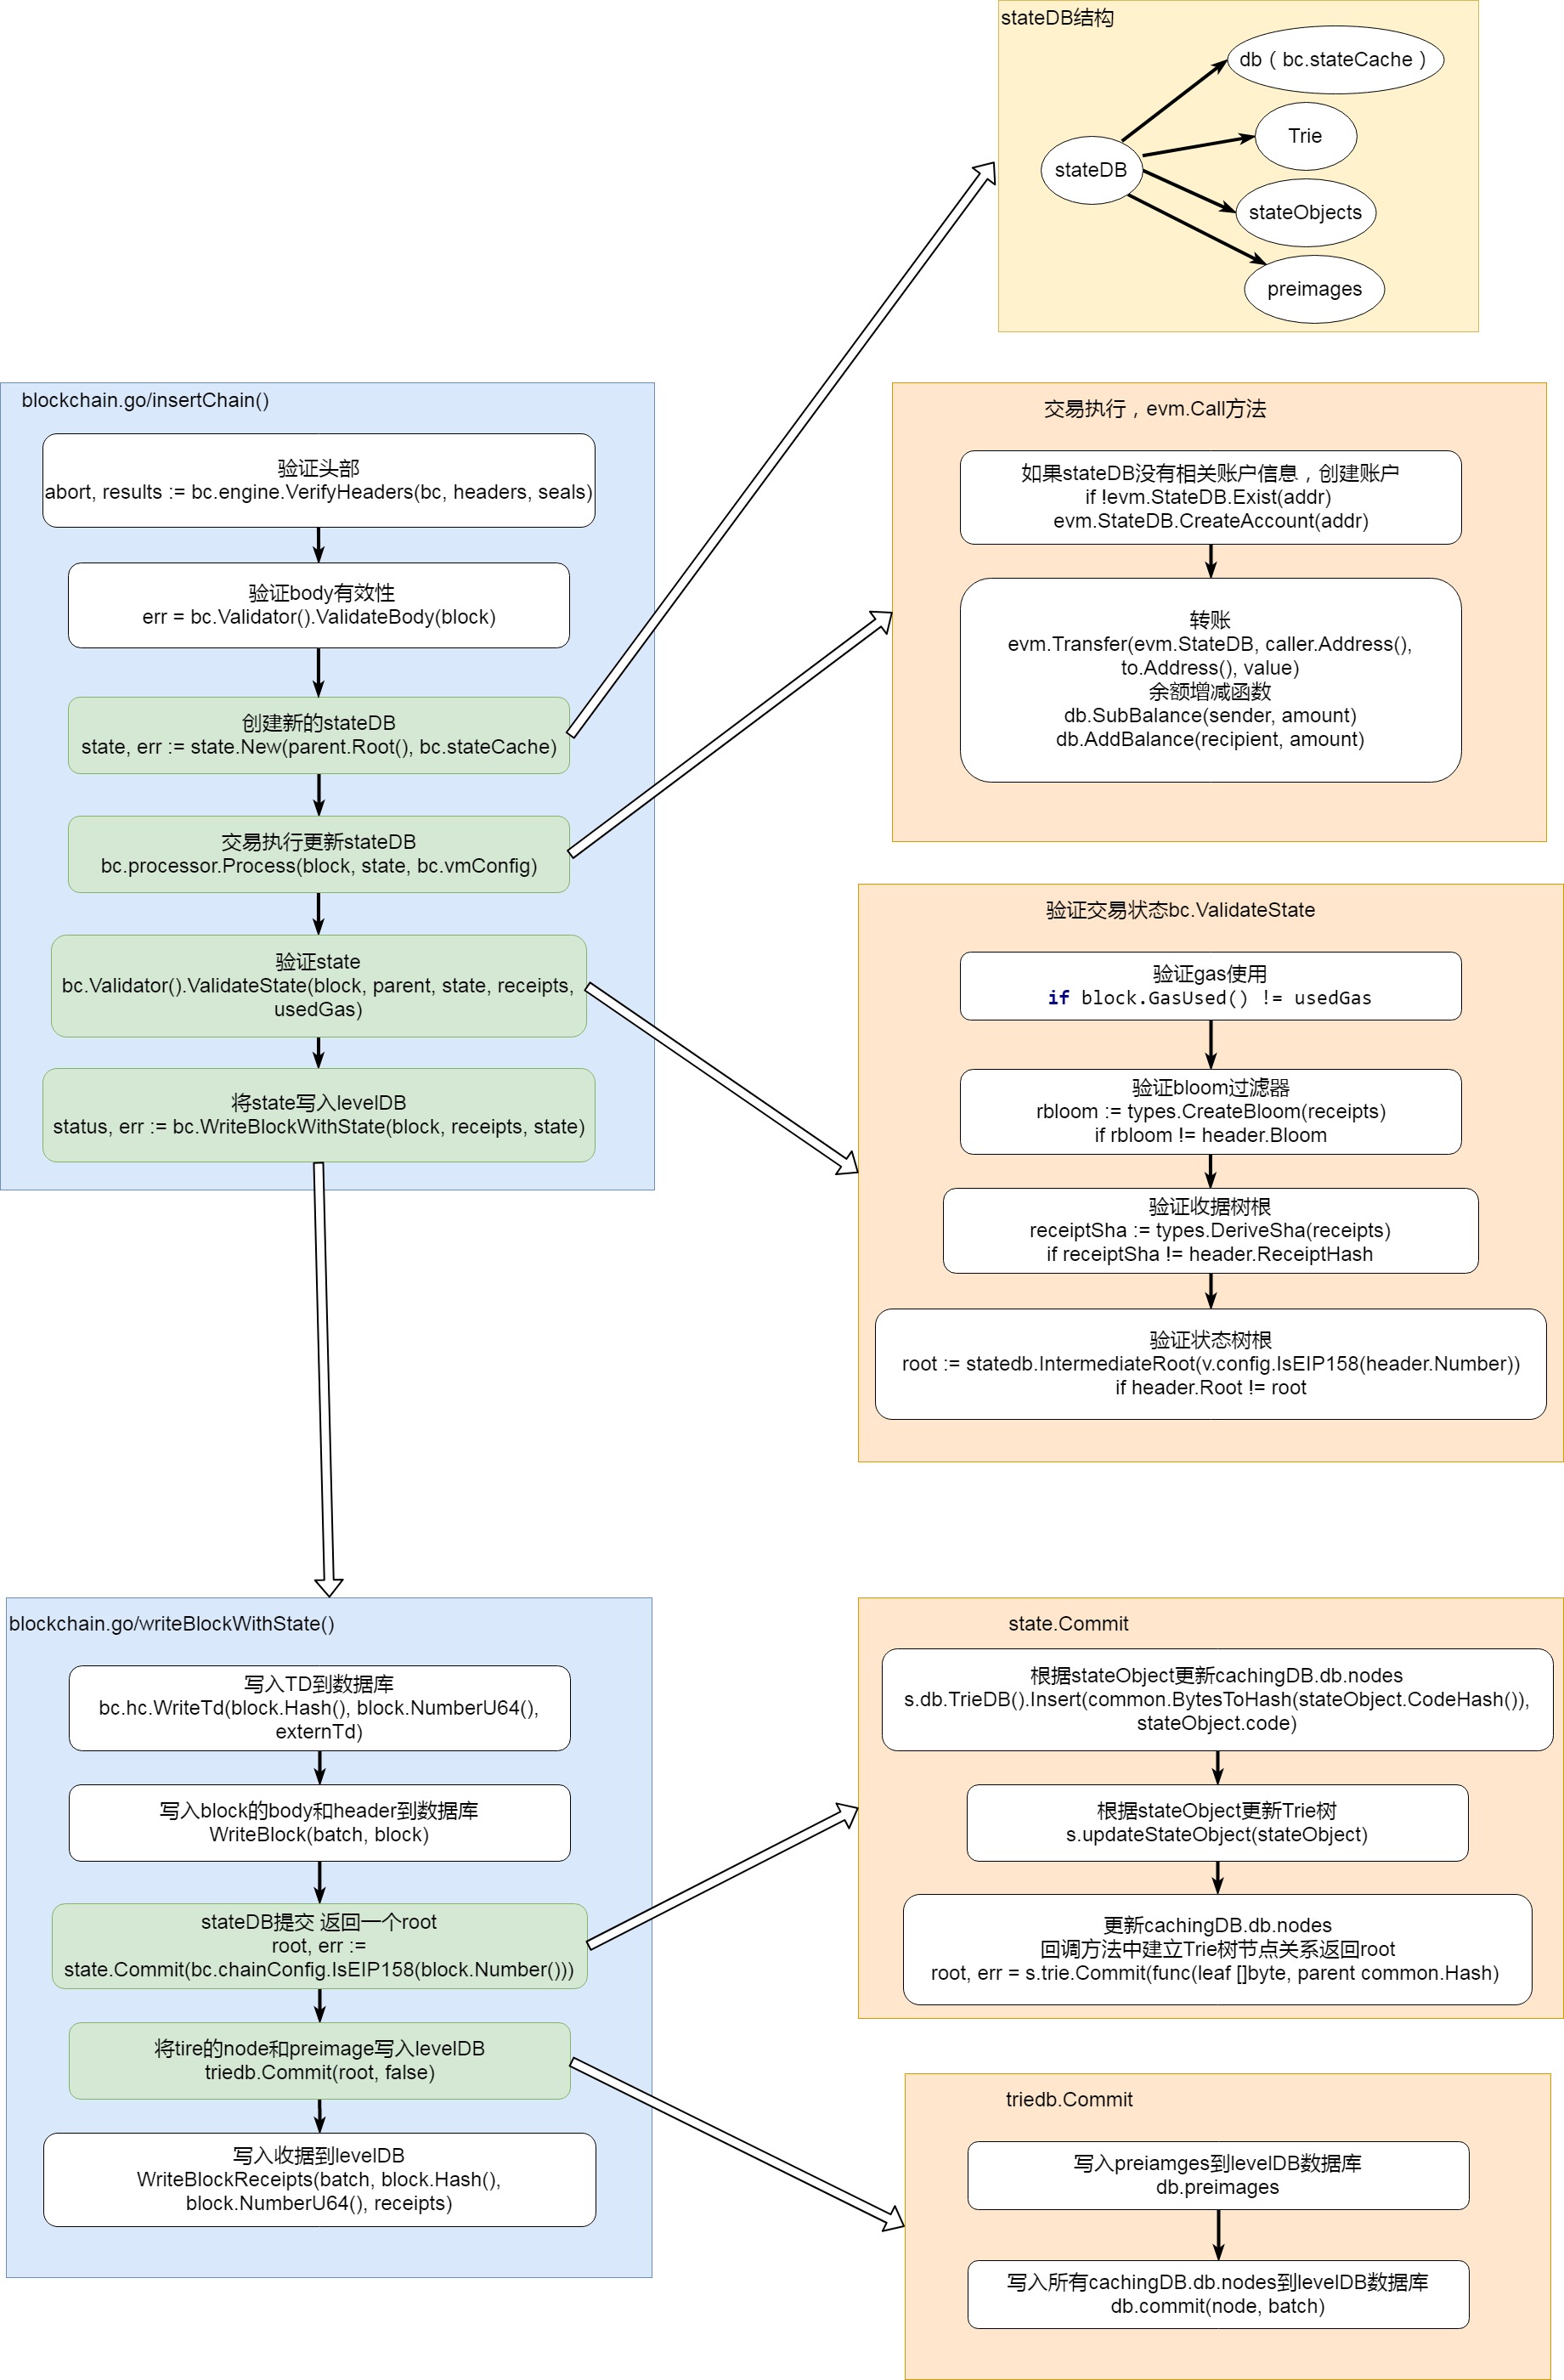 stateDB结构
db（bc.stateCache）
Trie
stateDB
stateObjects
preimages
blockchain.go/insertChain()
验证头部
abort, results := bc.engine.VerifyHeaders(bc, headers, seals)
验证body有效性
err = bc.Validator().ValidateBody(block)
创建新的stateDB
state, err := state.New(parent.Root(), bc.stateCache)
交易执行更新stateDB
bc.processor.Process(block, state, bc.vmConfig)
验证state
bc.Validator().ValidateState(block, parent, state, receipts,
usedGas)
将state写入levelDB
status, err := bc.WriteBlockWithState(block, receipts, state)
交易执行，evm.Call方法
如果stateDB没有相关账户信息，创建账户
if !evm.StateDB.Exist(addr)
evm.StateDB.CreateAccount(addr)
转账
evm.Transfer(evm.StateDB, caller.Address(),
to.Address(), value)
余额增减函数
db.SubBalance(sender, amount)
db.AddBalance(recipient, amount)
验证交易状态bc.ValidateState
验证gas使用
if block.GasUsed() != usedGas
验证bloom过滤器
rbloom := types.CreateBloom(receipts)
if rbloom != header.Bloom
验证收据树根
receiptSha := types.DeriveSha(receipts)
if receiptSha != header.ReceiptHash
验证状态树根
root := statedb.IntermediateRoot(v.config.IsEIP158(header.Number))
if header.Root != root
blockchain.go/writeBlockWithState()
写入TD到数据库
bc.hc.WriteTd(block.Hash(), block.NumberU64(),
externTd)
写入block的body和header到数据库
WriteBlock(batch, block)
stateDB提交 返回一个root
root, err :=
state.Commit(bc.chainConfig.IsEIP158(block.Number()))
将tire的node和preimage写入levelDB
triedb.Commit(root, false)
写入收据到levelDB
WriteBlockReceipts(batch, block.Hash(),
block.NumberU64(), receipts)
state.Commit
根据stateObject更新cachingDB.db.nodes
s.db.TrieDB().Insert(common.BytesToHash(stateObject.CodeHash()),
stateObject.code)
根据stateObject更新Trie树
s.updateStateObject(stateObject)
更新cachingDB.db.nodes
回调方法中建立Trie树节点关系返回root
root, err = s.trie.Commit(func(leaf []byte, parent common.Hash)
triedb.Commit
写入preiamges到levelDB数据库
db.preimages
写入所有cachingDB.db.nodes到levelDB数据库
db.commit(node, batch)